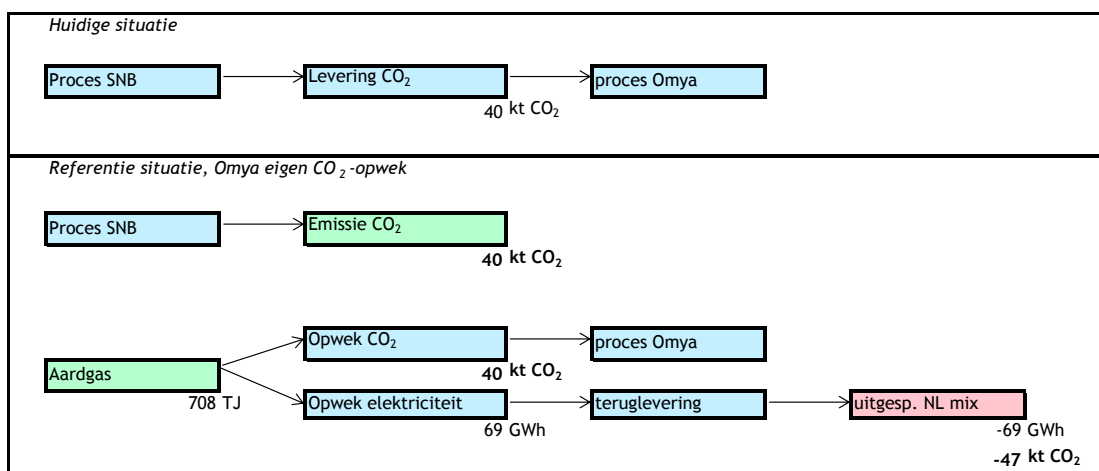 Huidige situatie
Proces SNB
Levering CO₂
proces Omya
40 kt CO₂
Referentie situatie, Omya eigen CO₂ -opwek
Proces SNB
Emissie CO₂
40 kt CO₂
Opwek CO₂
proces Omya
Aardgas
40 kt CO₂
708 TJ
Opwek elektriciteit
teruglevering
uitgesp. NL mix
69 GWh
-69 GWh
-47 kt CO₂